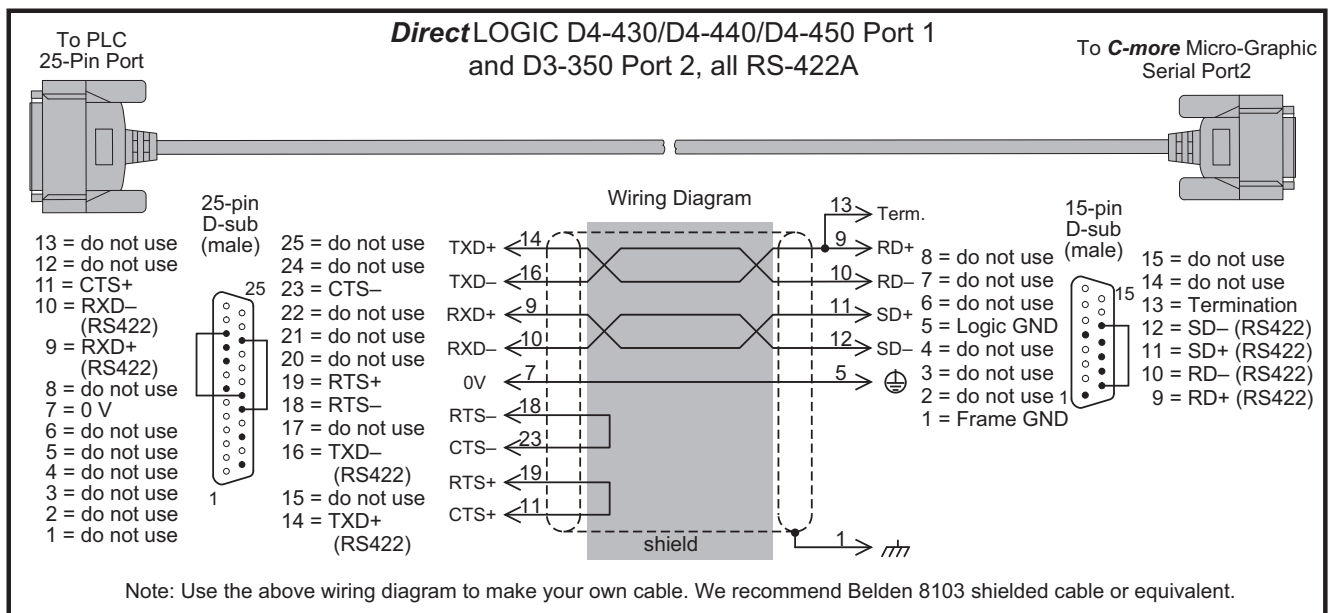 DirectLOGIC D4-430/D4-440/D4-450 Port 1
and D3-350 Port 2, all RS-422A
To PLC
25-Pin Port
To C-more Micro-Graphic
Serial Port2
25-pin
D-sub
(male)
13 = do not use
12 = do not use
11 = CTS+
10 = RXD–
(RS422)
9 = RXD+
(RS422)
8 = do not use
7 = 0 V
6 = do not use
5 = do not use
4 = do not use
3 = do not use
2 = do not use
1 = do not use
25
1
25 = do not use
24 = do not use
23 = CTS–
22 = do not use
21 = do not use
20 = do not use
19 = RTS+
18 = RTS–
17 = do not use
16 = TXD–
(RS422)
15 = do not use
14 = TXD+
(RS422)
Wiring Diagram
13 Term.
TXD+ 14 9 RD+
TXD– 16 10 RD–
RXD+ 9 11 SD+
RXD– 10 12 SD–
0V 7 5
RTS– 18
CTS– 23
RTS+ 19
CTS+ 11
shield
1
8 = do not use
7 = do not use
6 = do not use
5 = Logic GND
4 = do not use
3 = do not use
2 = do not use
1 = Frame GND
15-pin
D-sub
(male)
15
1
15 = do not use
14 = do not use
13 = Termination
12 = SD– (RS422)
11 = SD+ (RS422)
10 = RD– (RS422)
9 = RD+ (RS422)
Note: Use the above wiring diagram to make your own cable. We recommend Belden 8103 shielded cable or equivalent.